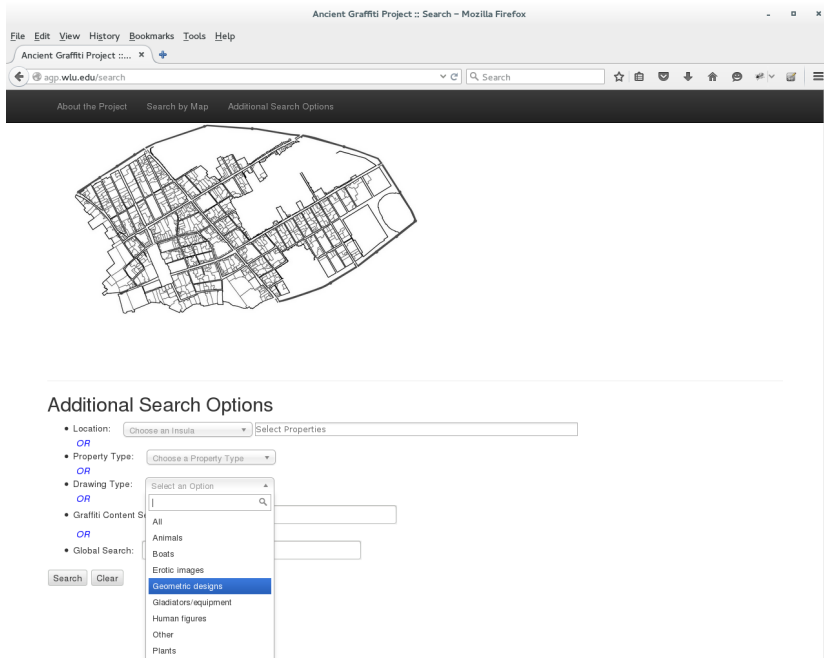 Ancient Graffiti Project :: Search – Mozilla Firefox
File Edit View History Bookmarks Tools Help
Ancient Graffiti Project ::...
agp.wlu.edu/search
Search
About the Project Search by Map Additional Search Options
Additional Search Options
Location: Choose an Insula Select Properties
OR
Property Type: Choose a Property Type
OR
Drawing Type: Select an Option
OR
Graffiti Content Se
All
Animals
OR
Global Search:
Boats
Erotic images
Search Clear
Geometric designs
Gladiators/equipment
Human figures
Other
Plants